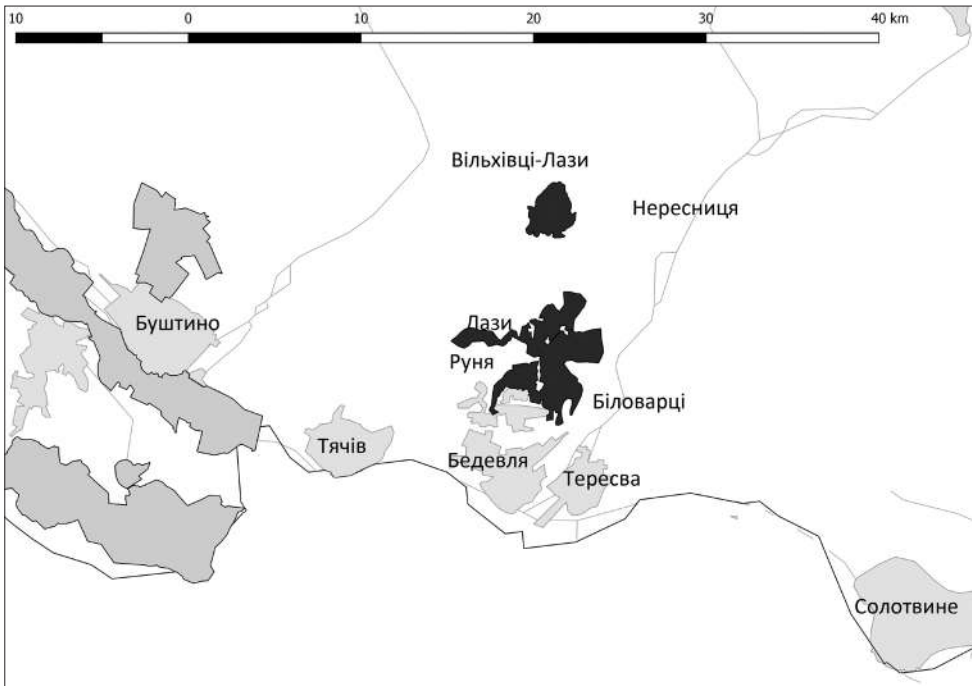 10 0 10 20 30 40 km
Вільхівці-Лази
Нересниця
Лази
Буштино
Руня
Біловарці
Тячів
Бедевля
Тересва
Солотвине